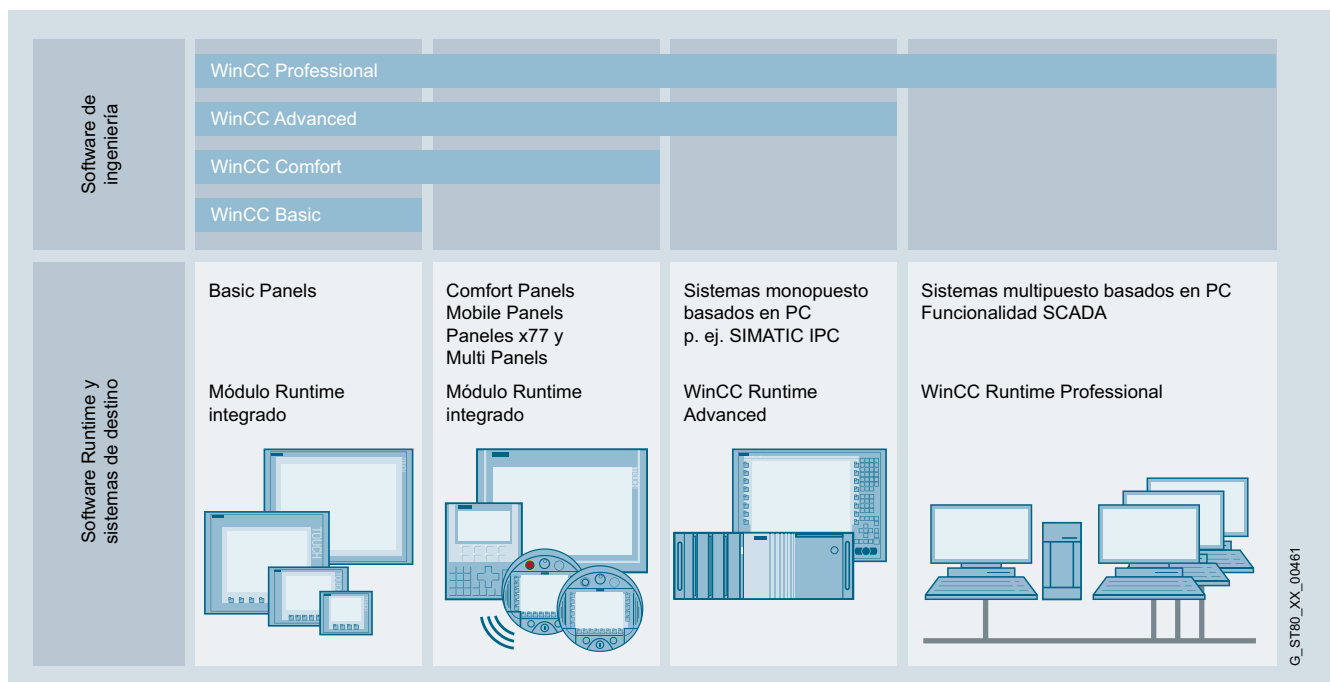 Software de
ingeniería
WinCC Professional
WinCC Advanced
WinCC Comfort
WinCC Basic
Software Runtime y
sistemas de destino
Basic Panels
Módulo Runtime
integrado
Comfort Panels
Mobile Panels
Paneles x77 y
Multi Panels
Módulo Runtime
integrado
Sistemas monopuesto
basados en PC
p. ej. SIMATIC IPC
WinCC Runtime
Advanced
Sistemas multipuesto basados en PC
Funcionalidad SCADA
WinCC Runtime Professional
TOUCH
G_ST80_XX_00461